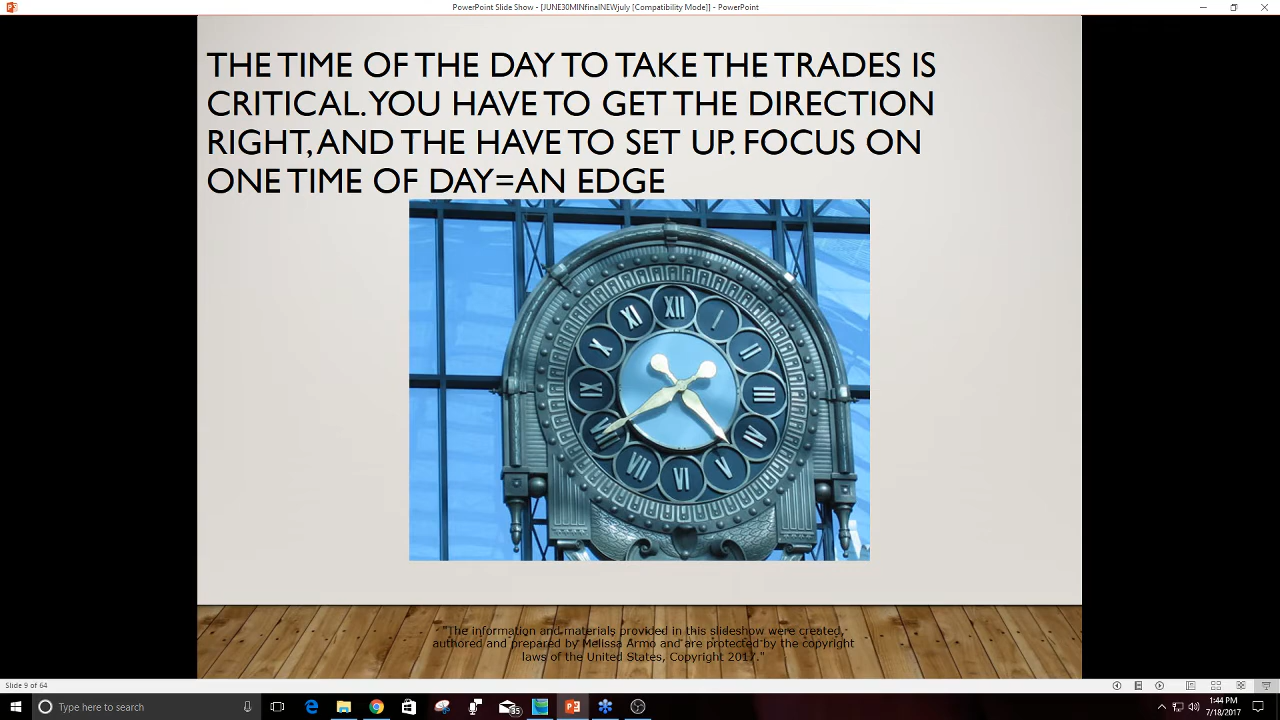 PowerPoint Slide Show - [JUNE30MINfinalNEWjuly [Compatibility Mode]] - PowerPoint
THE TIME OF THE DAY TO TAKE THE TRADES IS
CRITICAL. YOU HAVE TO GET THE DIRECTION
RIGHT, AND THE HAVE TO SET UP. FOCUS ON
ONE TIME OF DAY=AN EDGE
XII
I
II
III
IV
V
VI
VII
VIII
IX
X
XI
"The information and materials provided in this slideshow were created,
authored and prepared by Melissa Armo and are protected by the copyright
laws of the United States, Copyright 2017."
Slide 9 of 64
Type here to search
35
1:44 PM
7/18/2017